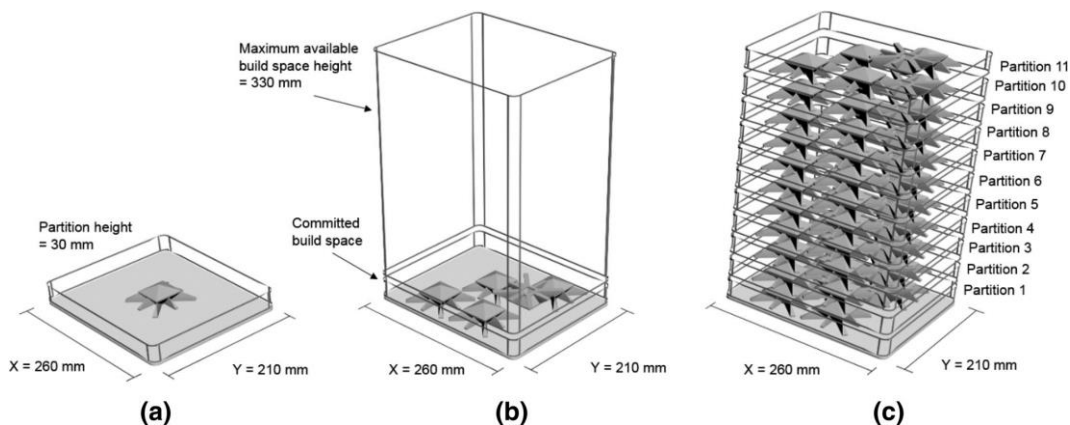 Partition height
= 30 mm
X = 260 mm
Y = 210 mm
(a)
Maximum available
build space height
= 330 mm
Committed
build space
X = 260 mm
Y = 210 mm
(b)
Partition 11
Partition 10
Partition 9
Partition 8
Partition 7
Partition 6
Partition 5
Partition 4
Partition 3
Partition 2
Partition 1
X = 260 mm
Y = 210 mm
(c)